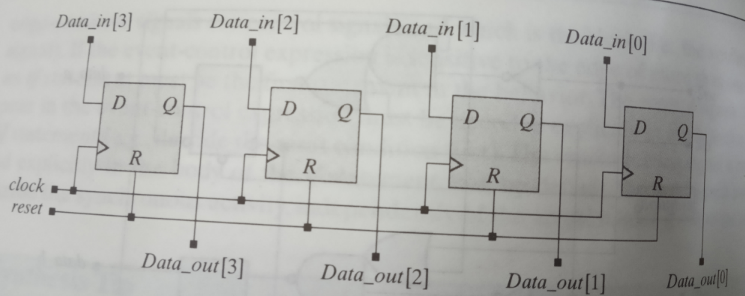 Data_in[3]
Data_in[2]
Data_in[1]
Data_in[0]
D Q
R
D Q
R
D Q
R
D Q
R
clock
reset
Data_out[3]
Data_out[2]
Data_out[1]
Data_out[0]